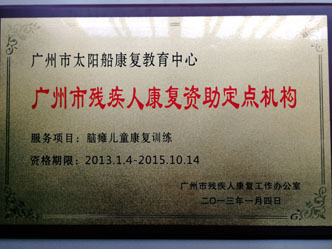 广州市太阳船康复教育中心
广州市残疾人康复资助定点机构
服务项目：脑瘫儿童康复训练
资格期限：2013.1.4-2015.10.14
广州市残疾人康复工作办公室
二〇一三年一月四日